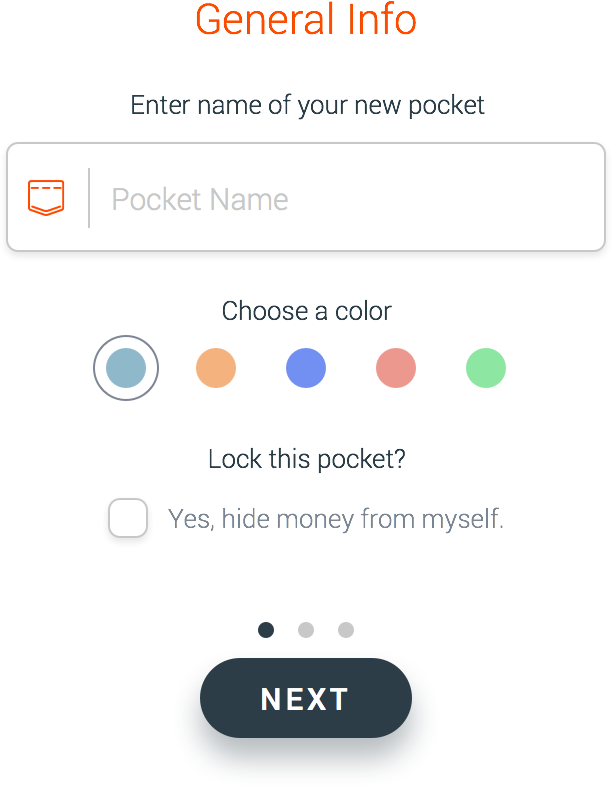 General Info
Enter name of your new pocket
Pocket Name
Choose a color
Lock this pocket?
Yes, hide money from myself.
NEXT